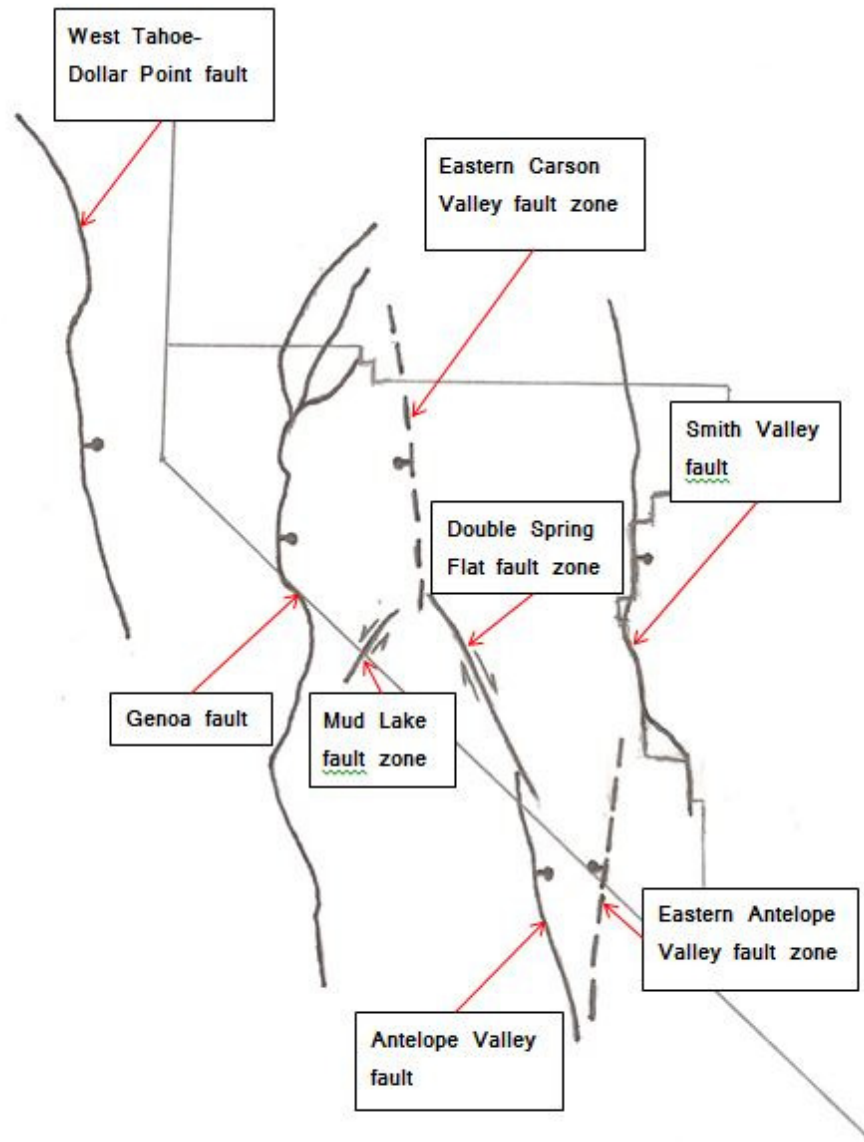 West Tahoe-
Dollar Point fault
Eastern Carson
Valley fault zone
Smith Valley
fault
Double Spring
Flat fault zone
Genoa fault
Mud Lake
fault zone
Eastern Antelope
Valley fault zone
Antelope Valley
fault